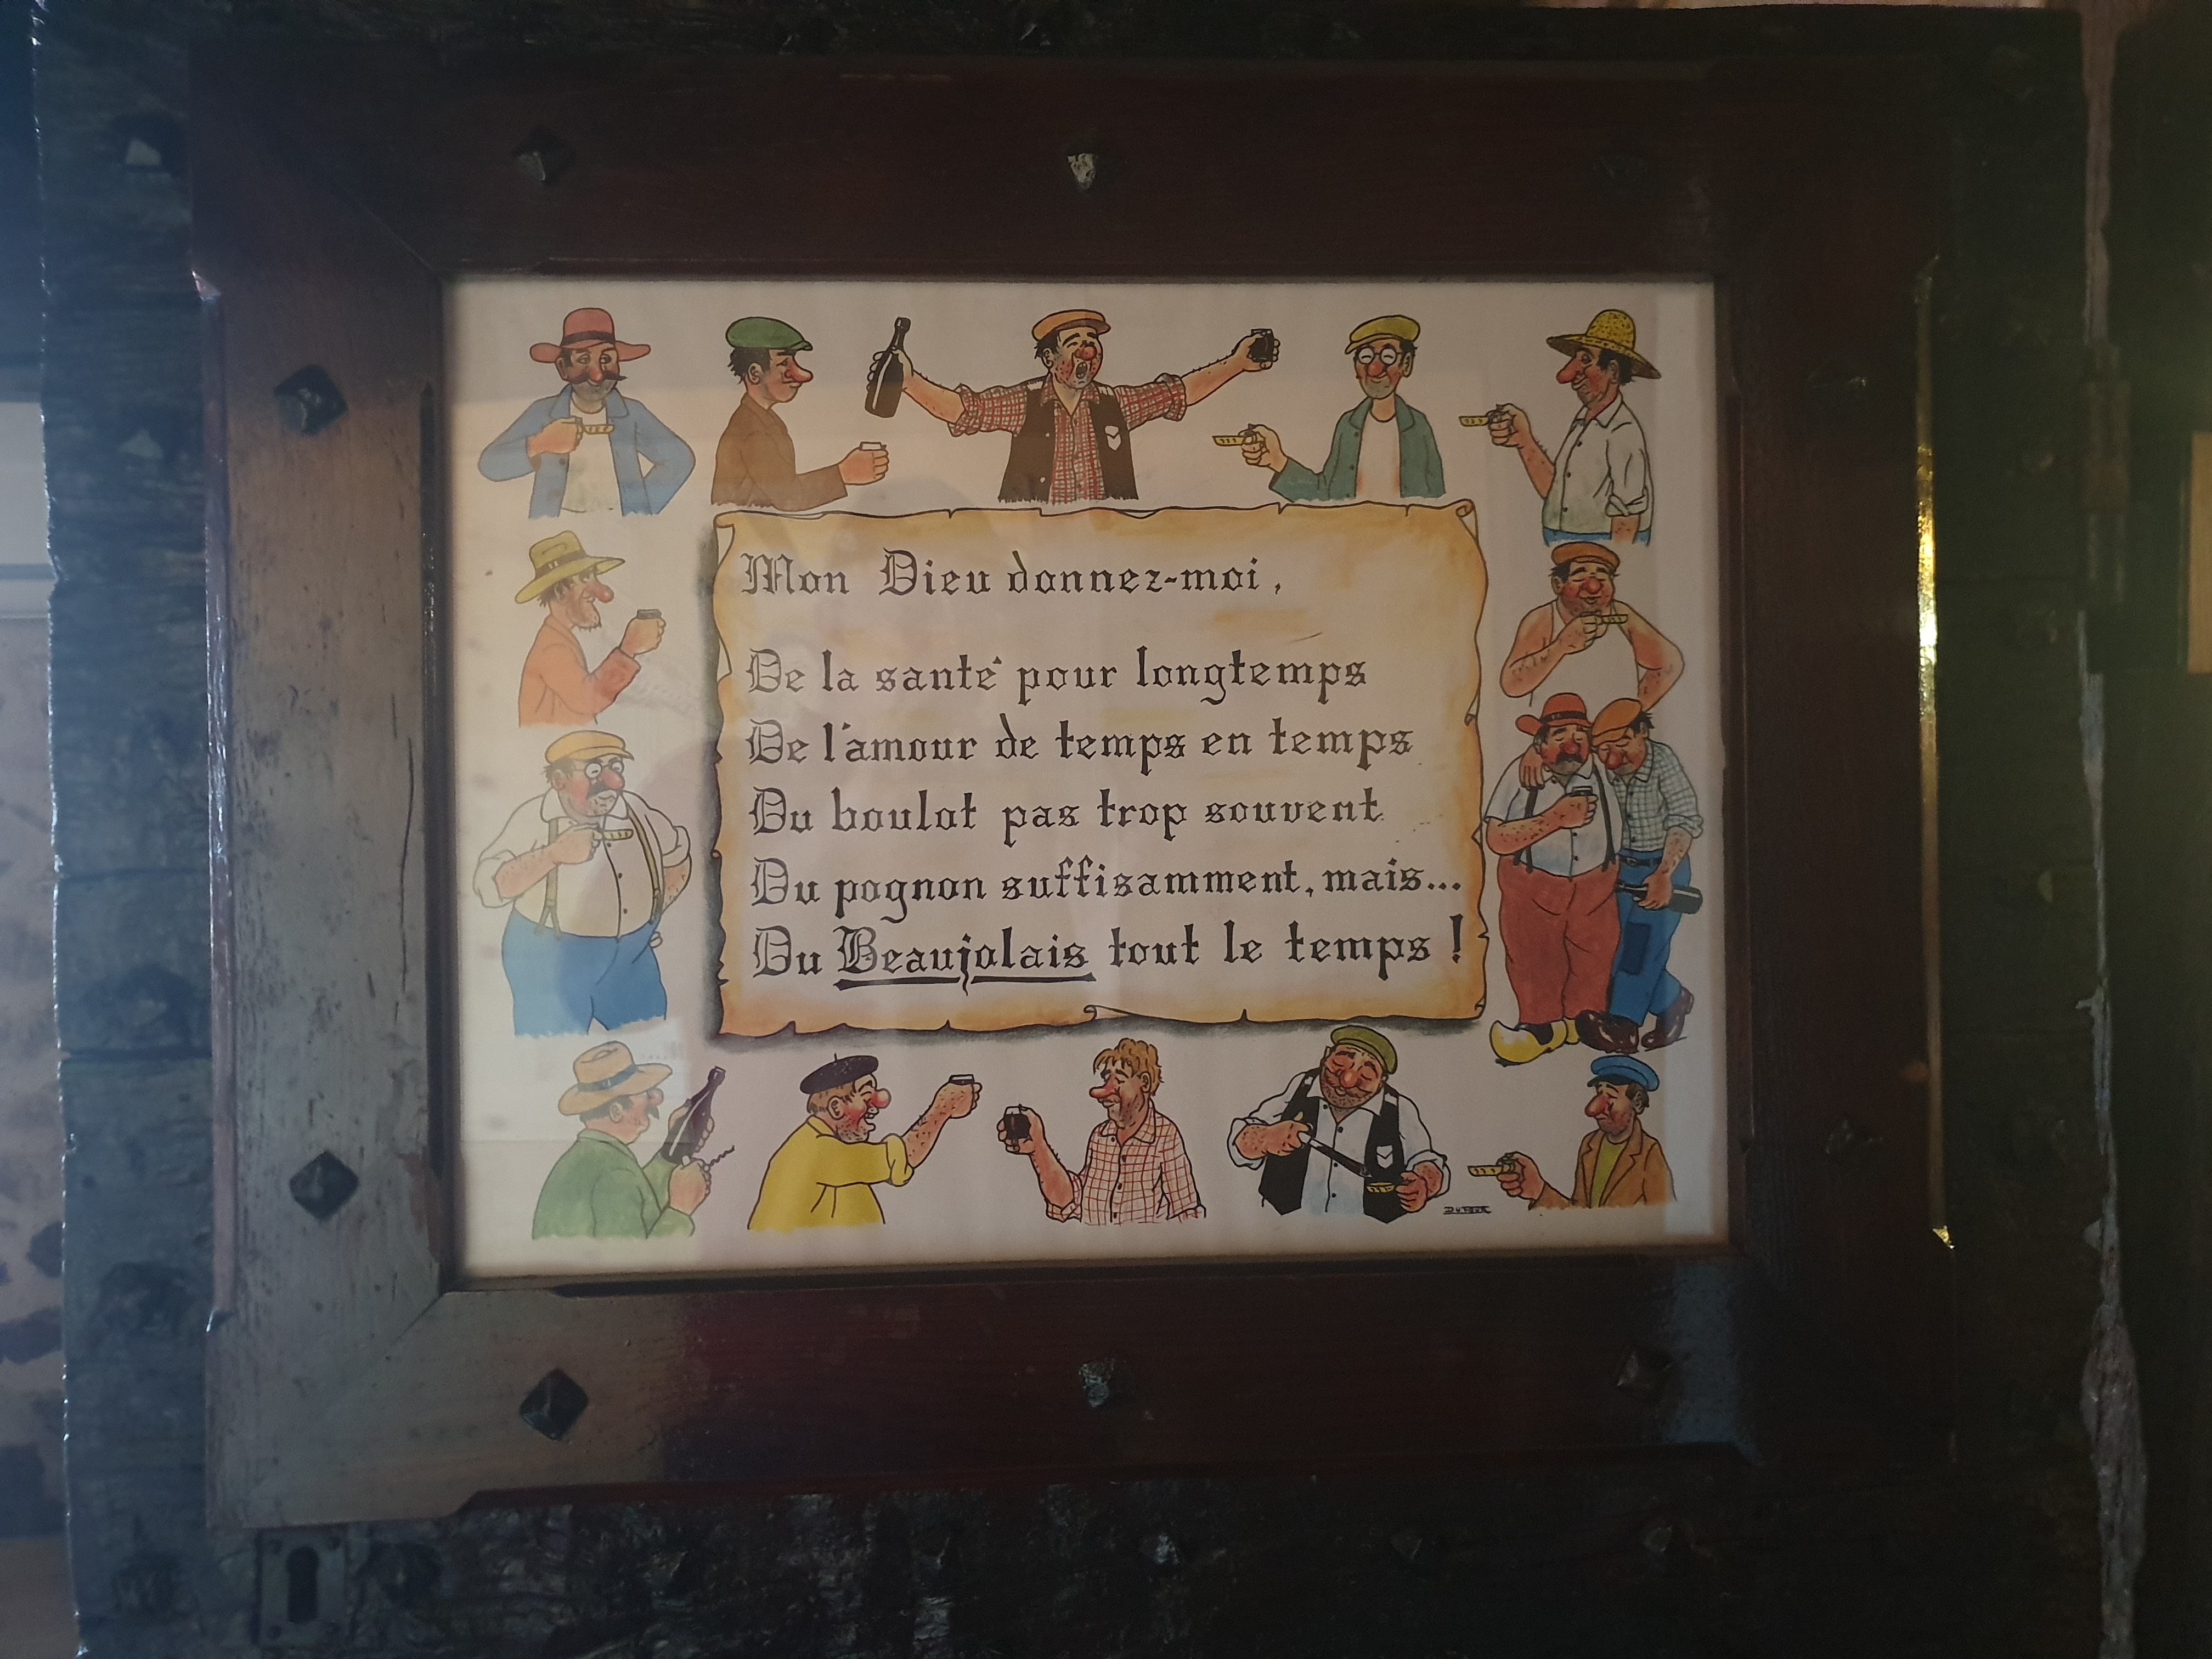 Mon Dieu donnez-moi,
De la santé pour longtemps
De l'amour de temps en temps
Du boulot pas trop souvent
Du pognon suffisamment, mais...
Du Beaujolais tout le temps !